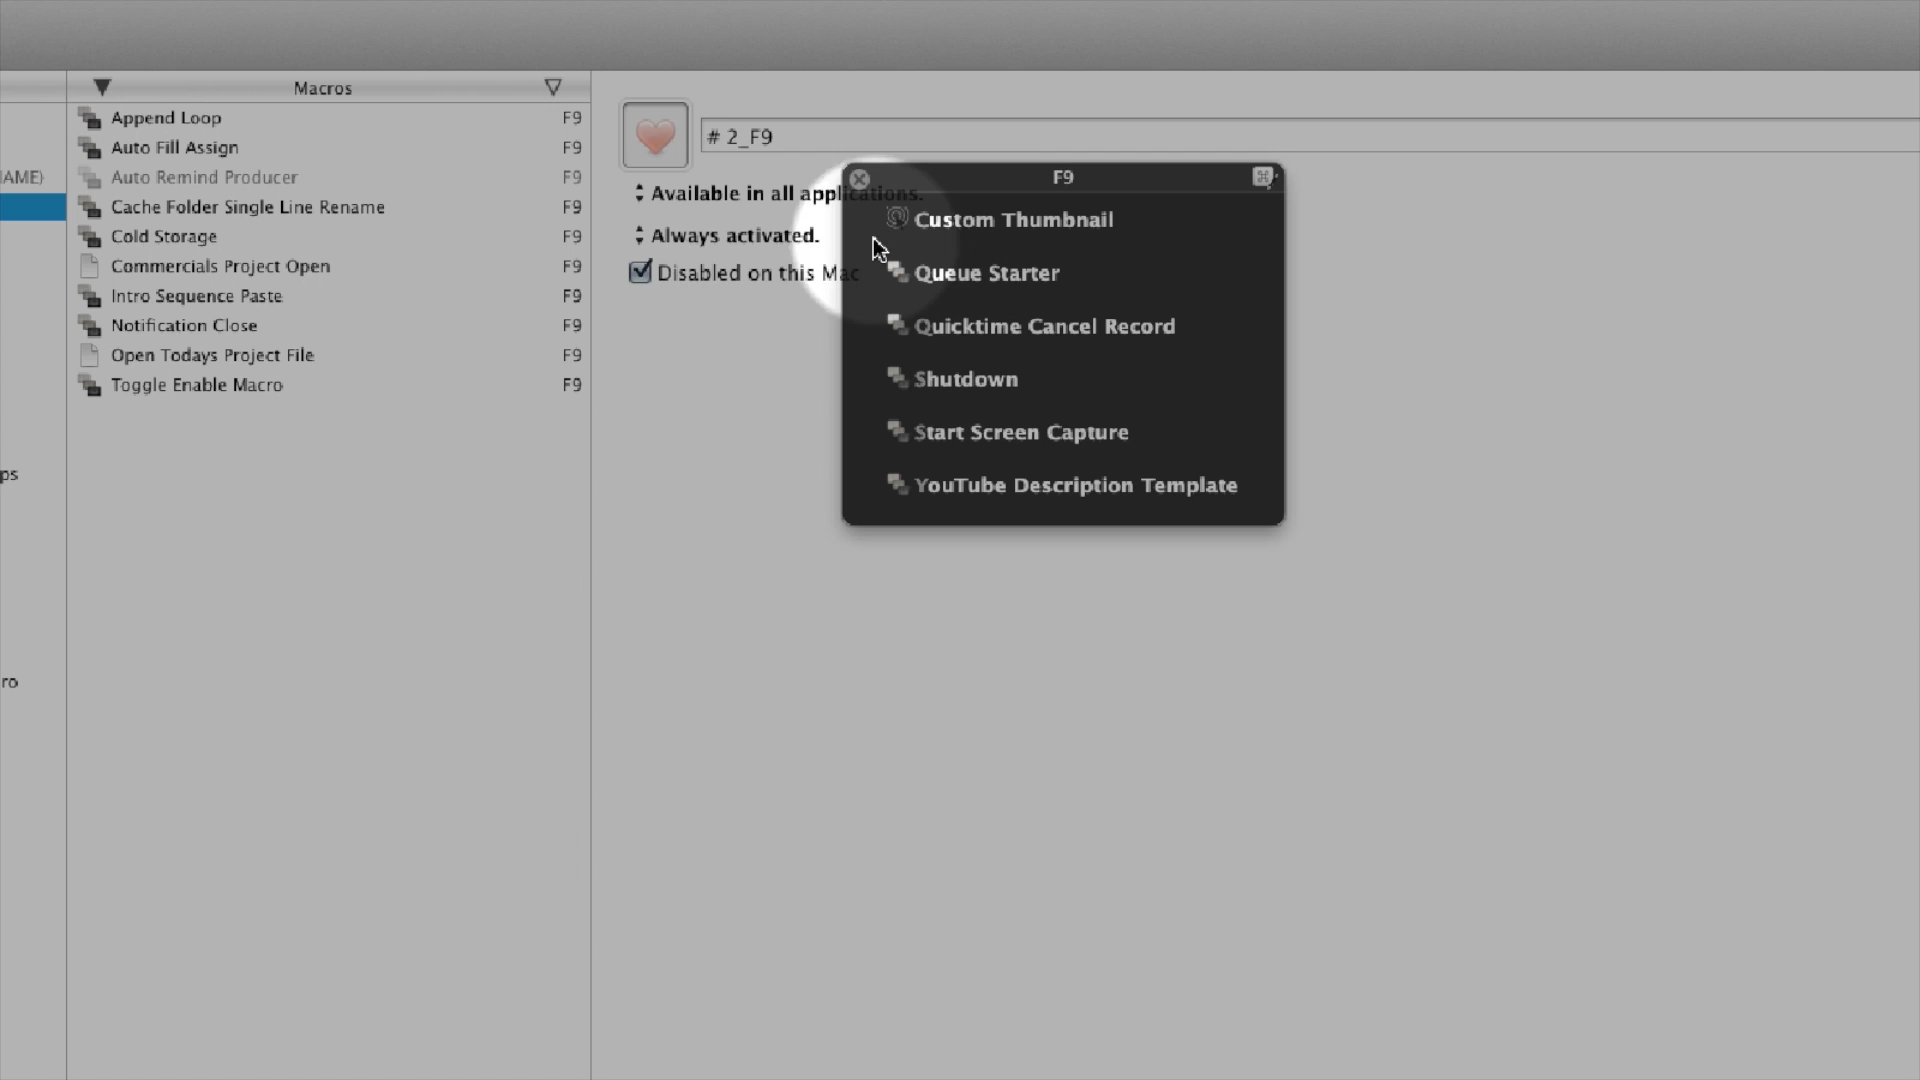 Macros
Append Loop F9
Auto Fill Assign F9
Auto Remind Producer F9
Cache Folder Single Line Rename F9
Cold Storage F9
Commercials Project Open F9
Intro Sequence Paste F9
Notification Close F9
Open Todays Project File F9
Toggle Enable Macro F9
AME)
ps
ro
# 2_F9
Available in all applications.
Always activated.
Disabled on this Mac
F9
Custom Thumbnail
Queue Starter
Quicktime Cancel Record
Shutdown
Start Screen Capture
YouTube Description Template